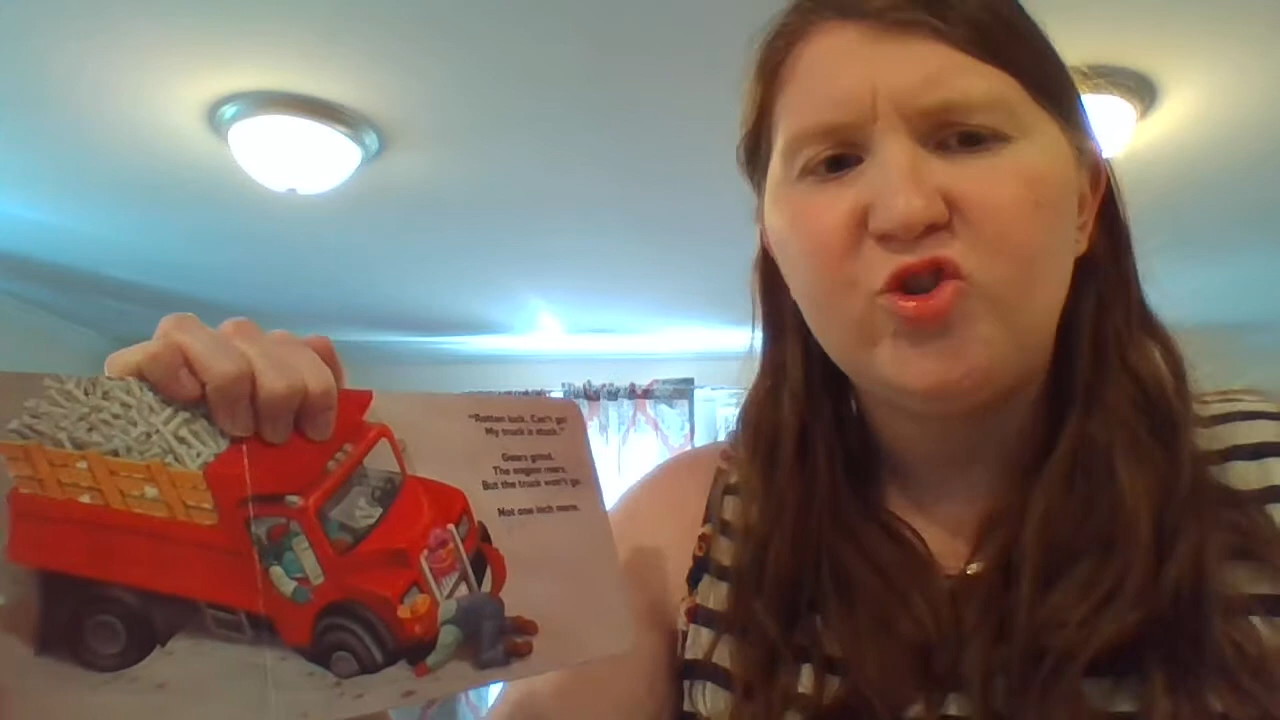 "Rotten luck. Can't go!
My truck is stuck."
Gears grind.
The engine roars.
But the truck won't go.
Not one inch more.